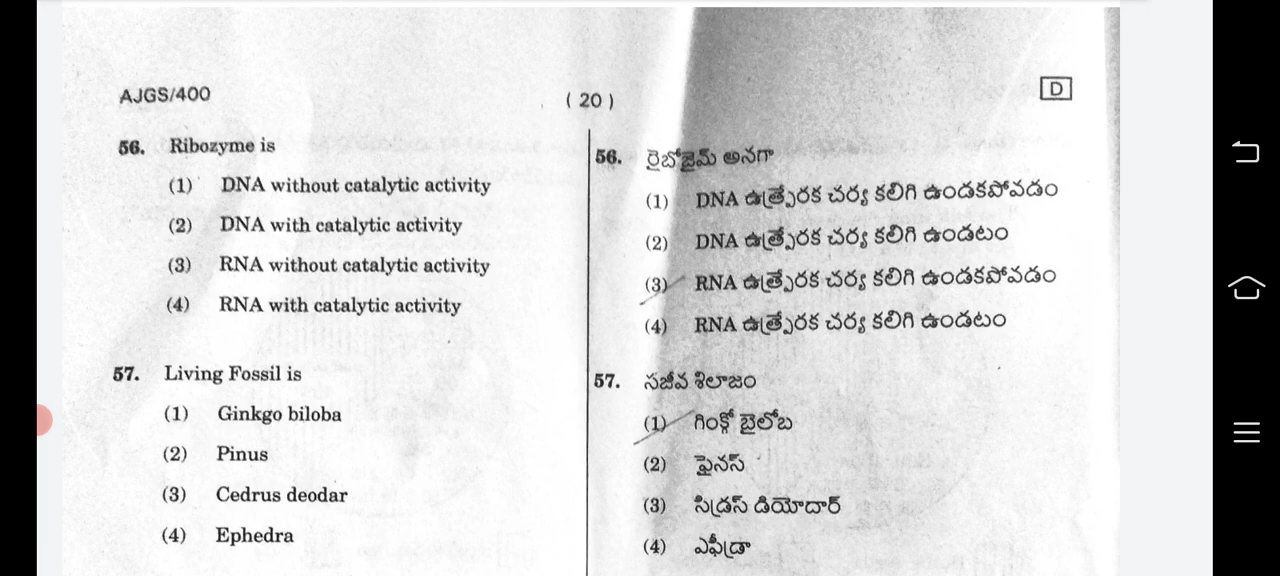 AJGS/400
( 20 )
D
56. Ribozyme is
(1) DNA without catalytic activity
(2) DNA with catalytic activity
(3) RNA without catalytic activity
(4) RNA with catalytic activity
57. Living Fossil is
(1) Ginkgo biloba
(2) Pinus
(3) Cedrus deodar
(4) Ephedra
56. రైబోజైమ్ అనగా
(1) DNA ఉత్ప్రేరక చర్య కలిగి ఉండకపోవడం
(2) DNA ఉత్ప్రేరక చర్య కలిగి ఉండటం
(3) RNA ఉత్ప్రేరక చర్య కలిగి ఉండకపోవడం
(4) RNA ఉత్ప్రేరక చర్య కలిగి ఉండటం
57. సజీవ శిలాజం
(1) గింక్గో బైలోబ
(2) పైనస్
(3) సిడ్రస్ డియోదార్
(4) ఎఫీడ్రా